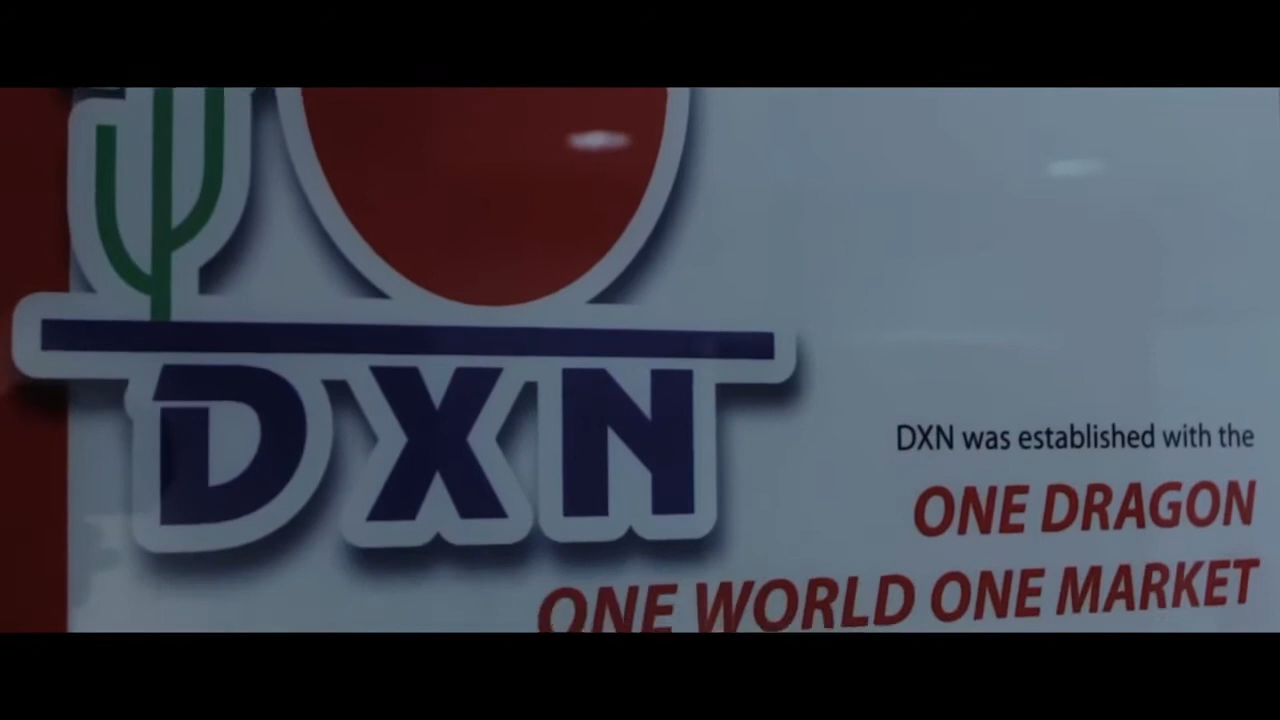 DXN
DXN was established with the
ONE DRAGON
ONE WORLD ONE MARKET